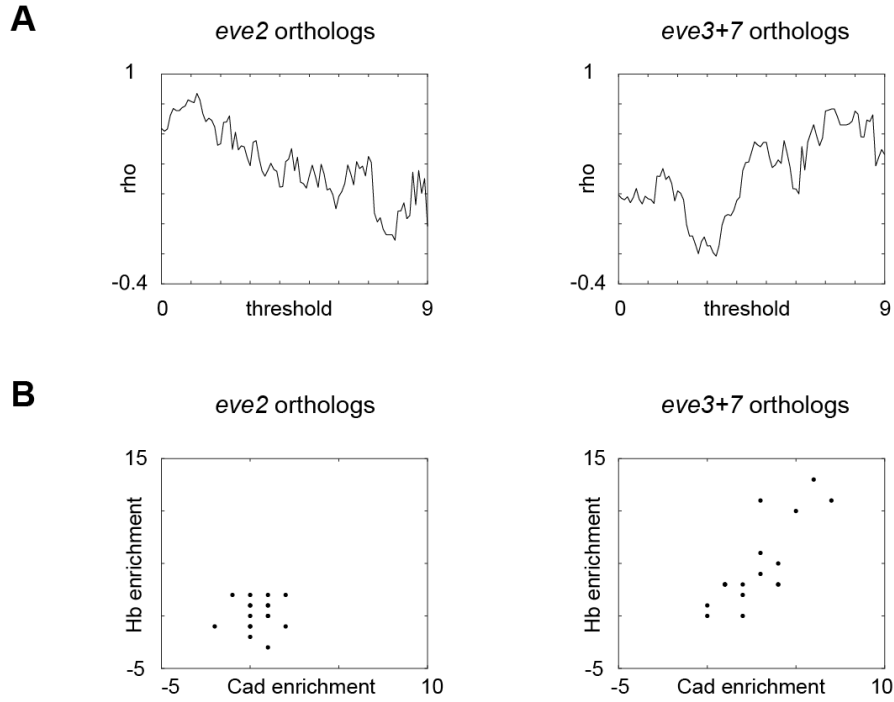 A
eve2 orthologs
eve3+7 orthologs
1
rho
-0.4
0
threshold
9
1
rho
-0.4
0
threshold
9
B
eve2 orthologs
eve3+7 orthologs
15
Hb enrichment
-5
-5
Cad enrichment
10
15
Hb enrichment
-5
-5
Cad enrichment
10